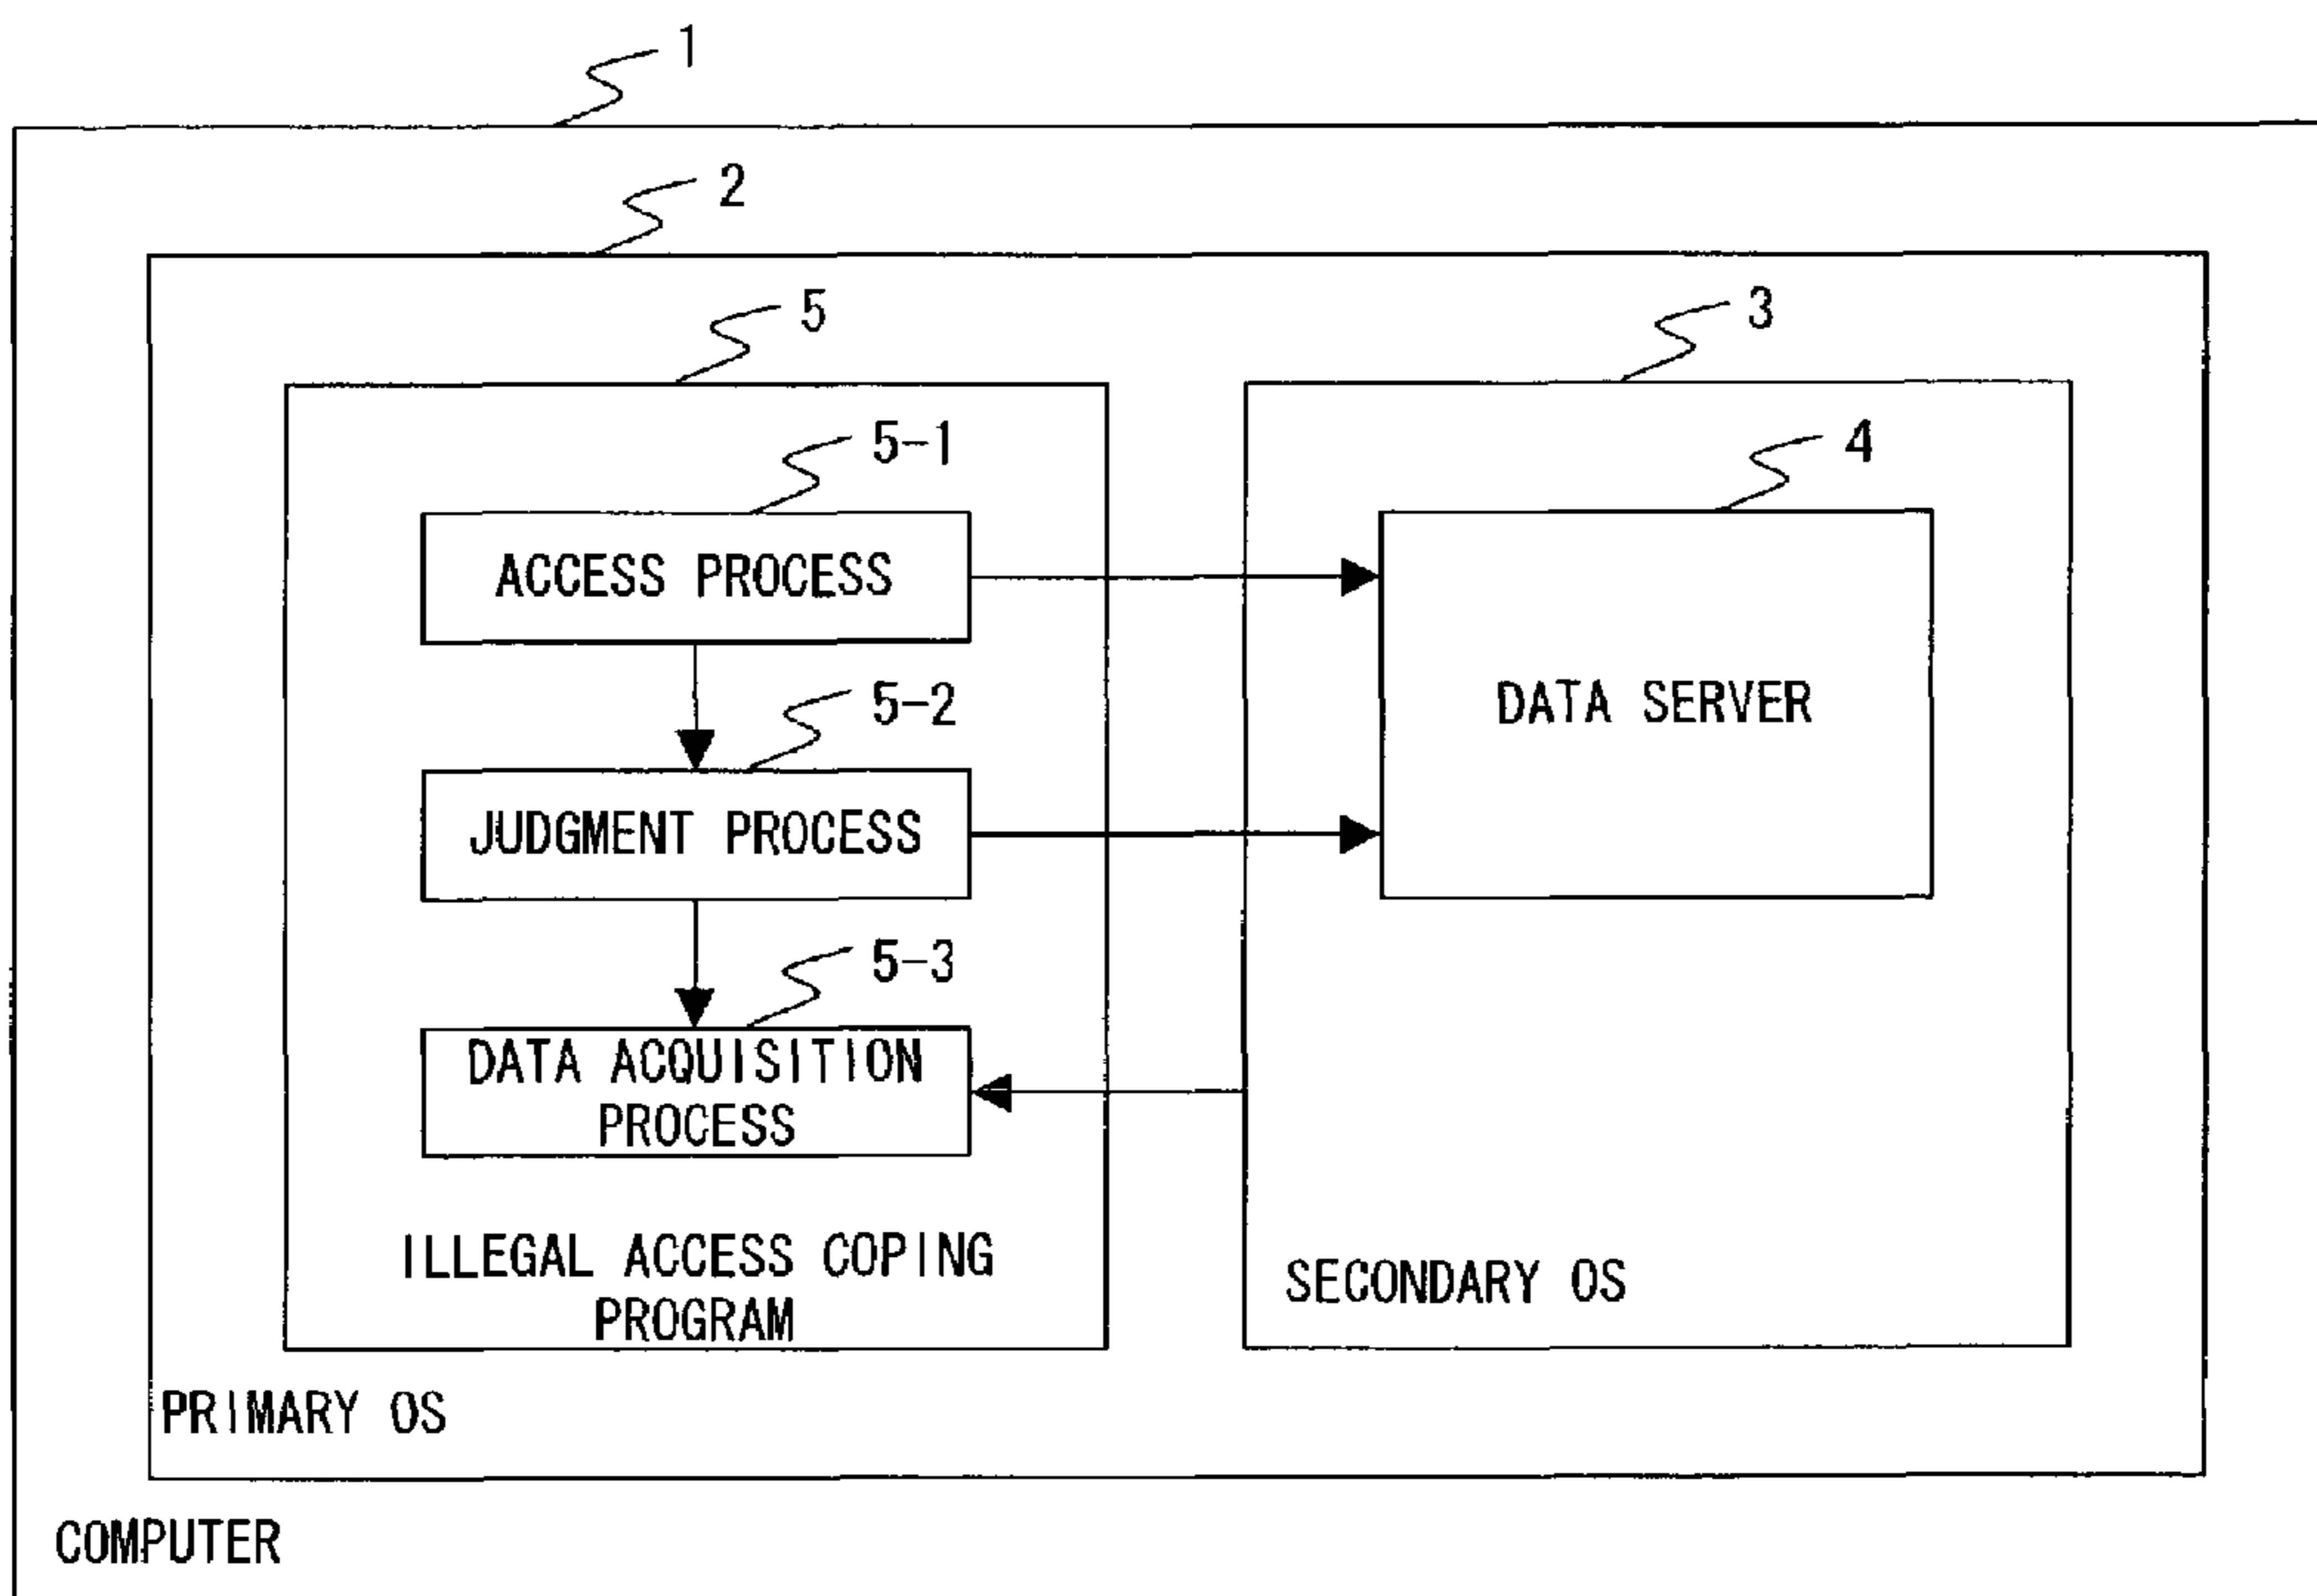 1
2
5
3
5-1
4
ACCESS PROCESS
5-2
DATA SERVER
JUDGMENT PROCESS
5-3
DATA ACQUISITION
PROCESS
ILLEGAL ACCESS COPING
PROGRAM
SECONDARY OS
PRIMARY OS
COMPUTER